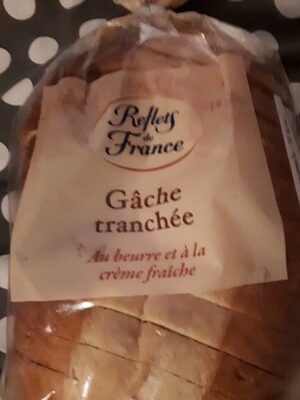 Reflets
de
France
Gâche
tranchée
Au beurre et à la
crème fraîche